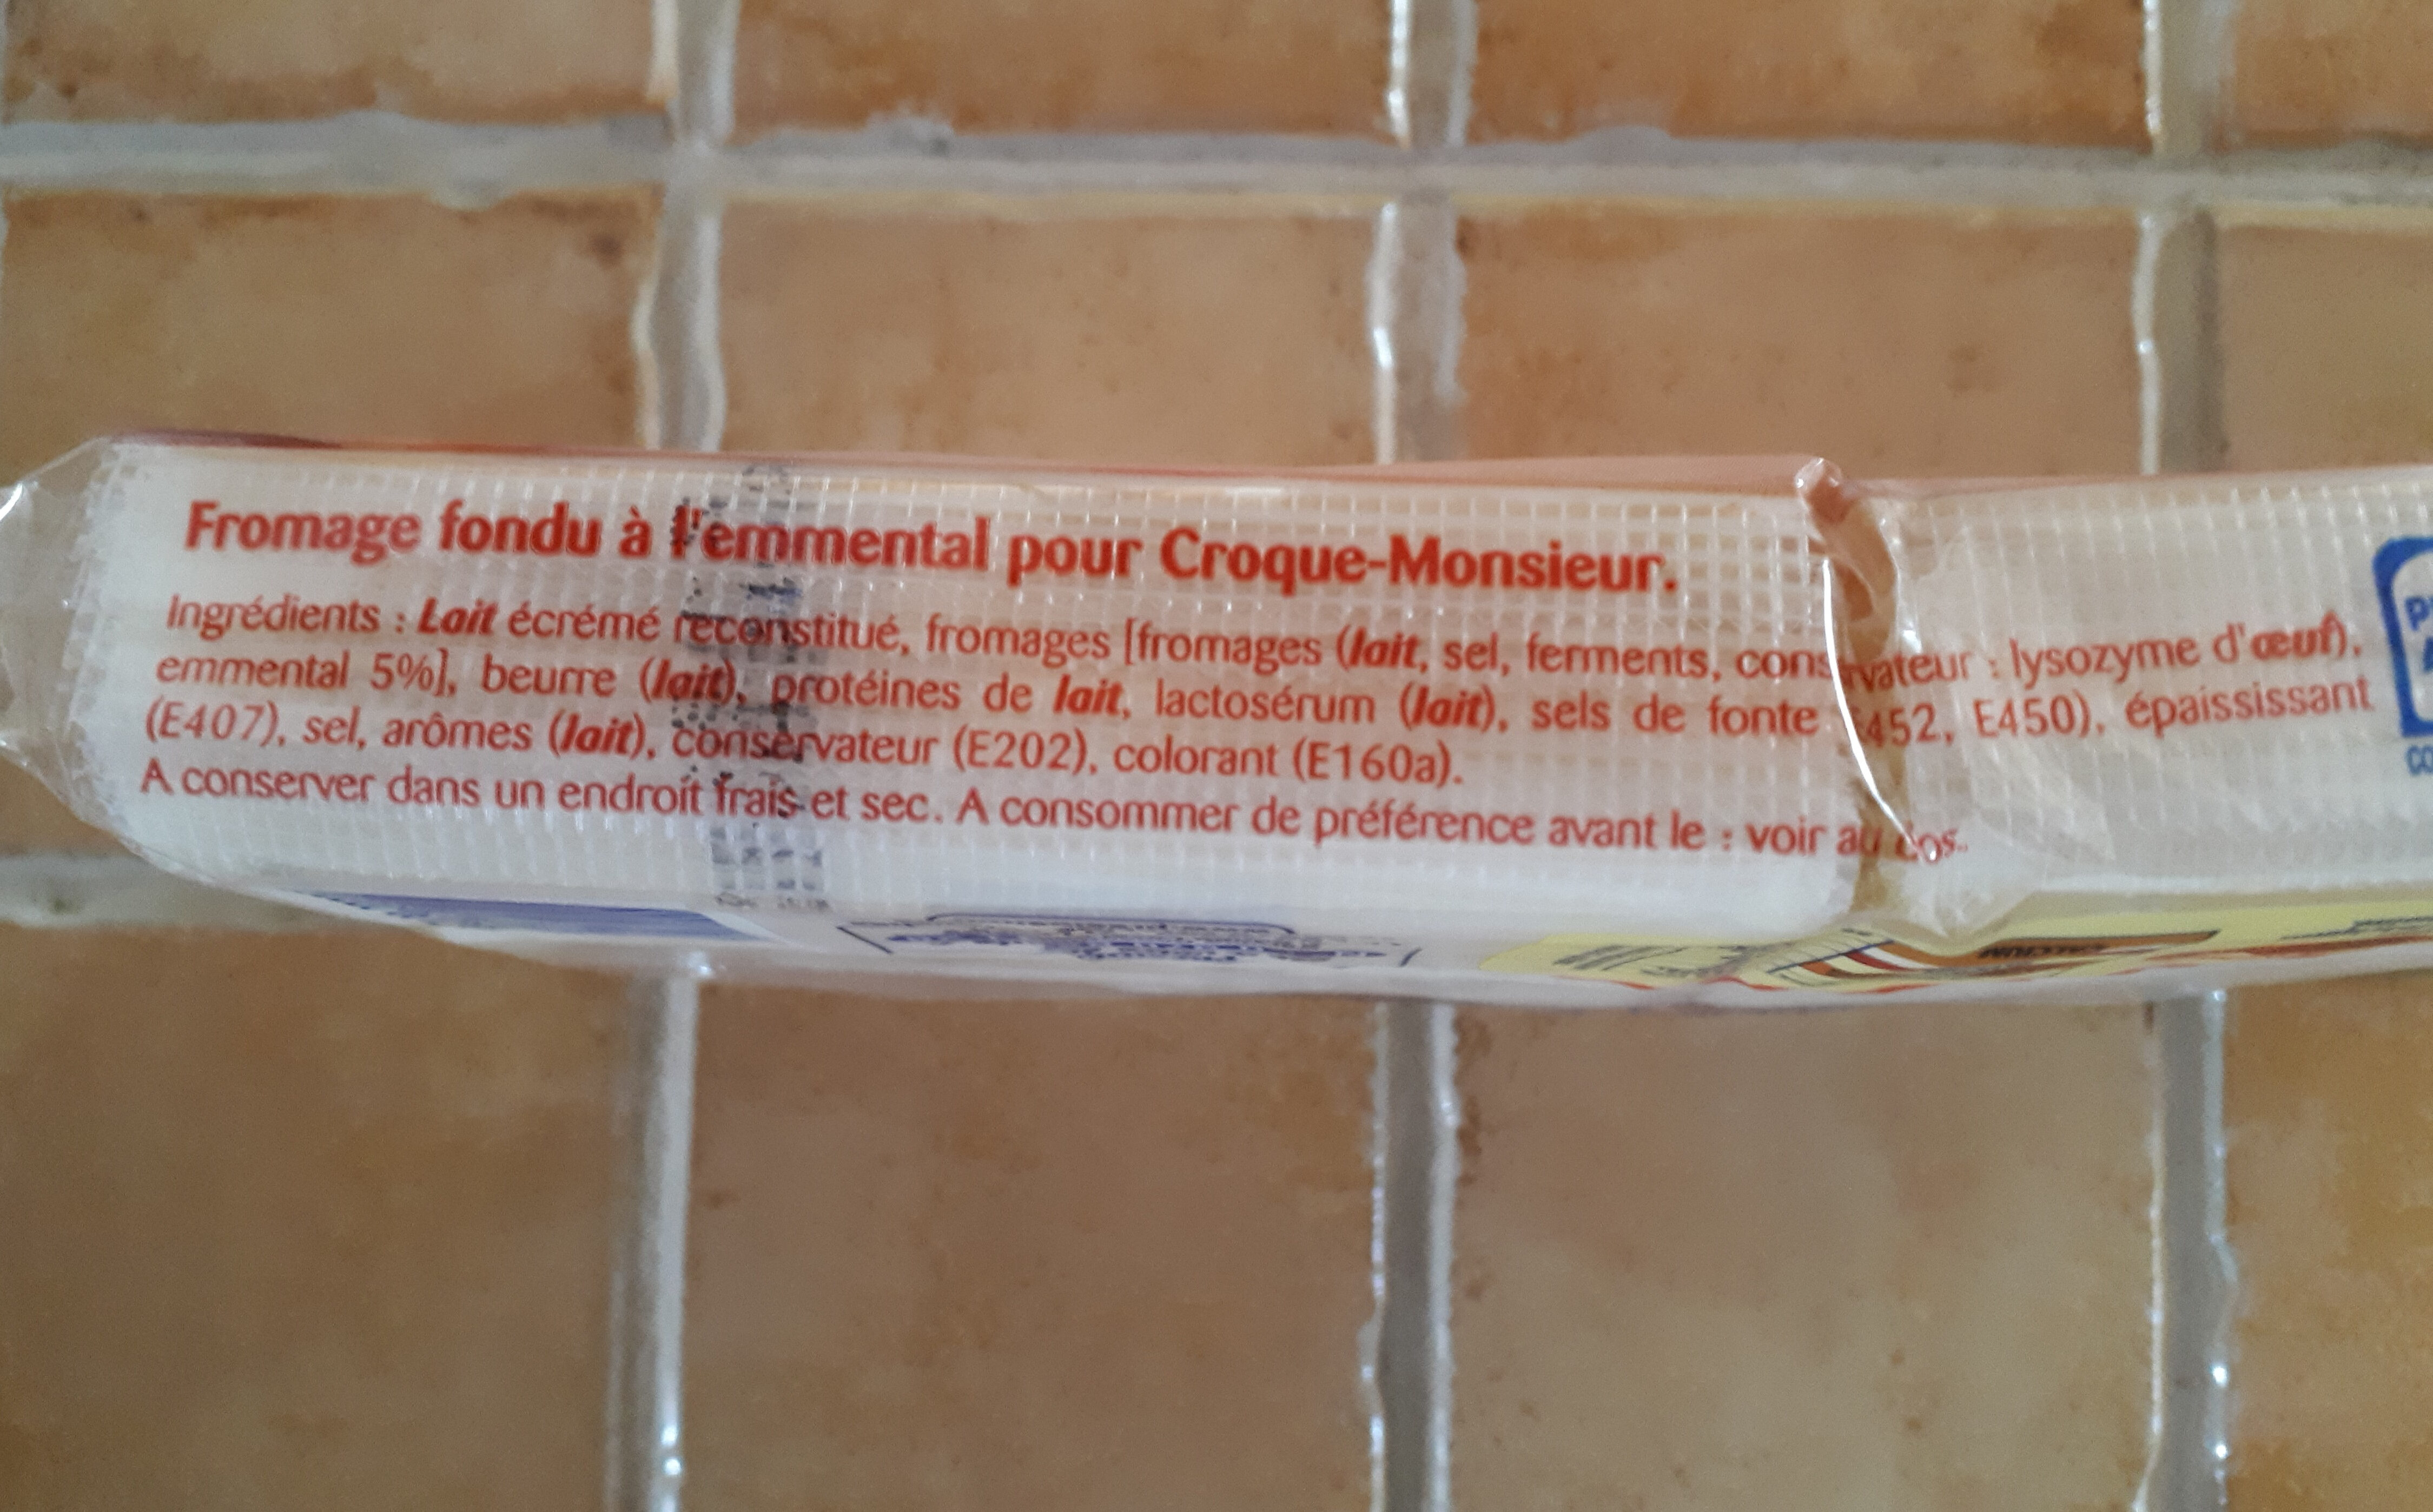 Fromage fondu à l'emmental pour Croque-Monsieur.
Ingrédients : Lait écrémé reconstitué, fromages [fromages (lait, sel, ferments, conservateur : lysozyme d'œuf),
emmental 5%], beurre (lait), protéines de lait, lactosérum (lait), sels de fonte E452, E450), épaississant
(E407), sel, arômes (lait), conservateur (E202), colorant (E160a).
A conserver dans un endroit frais et sec. A consommer de préférence avant le : voir au dos.
CALCIUM